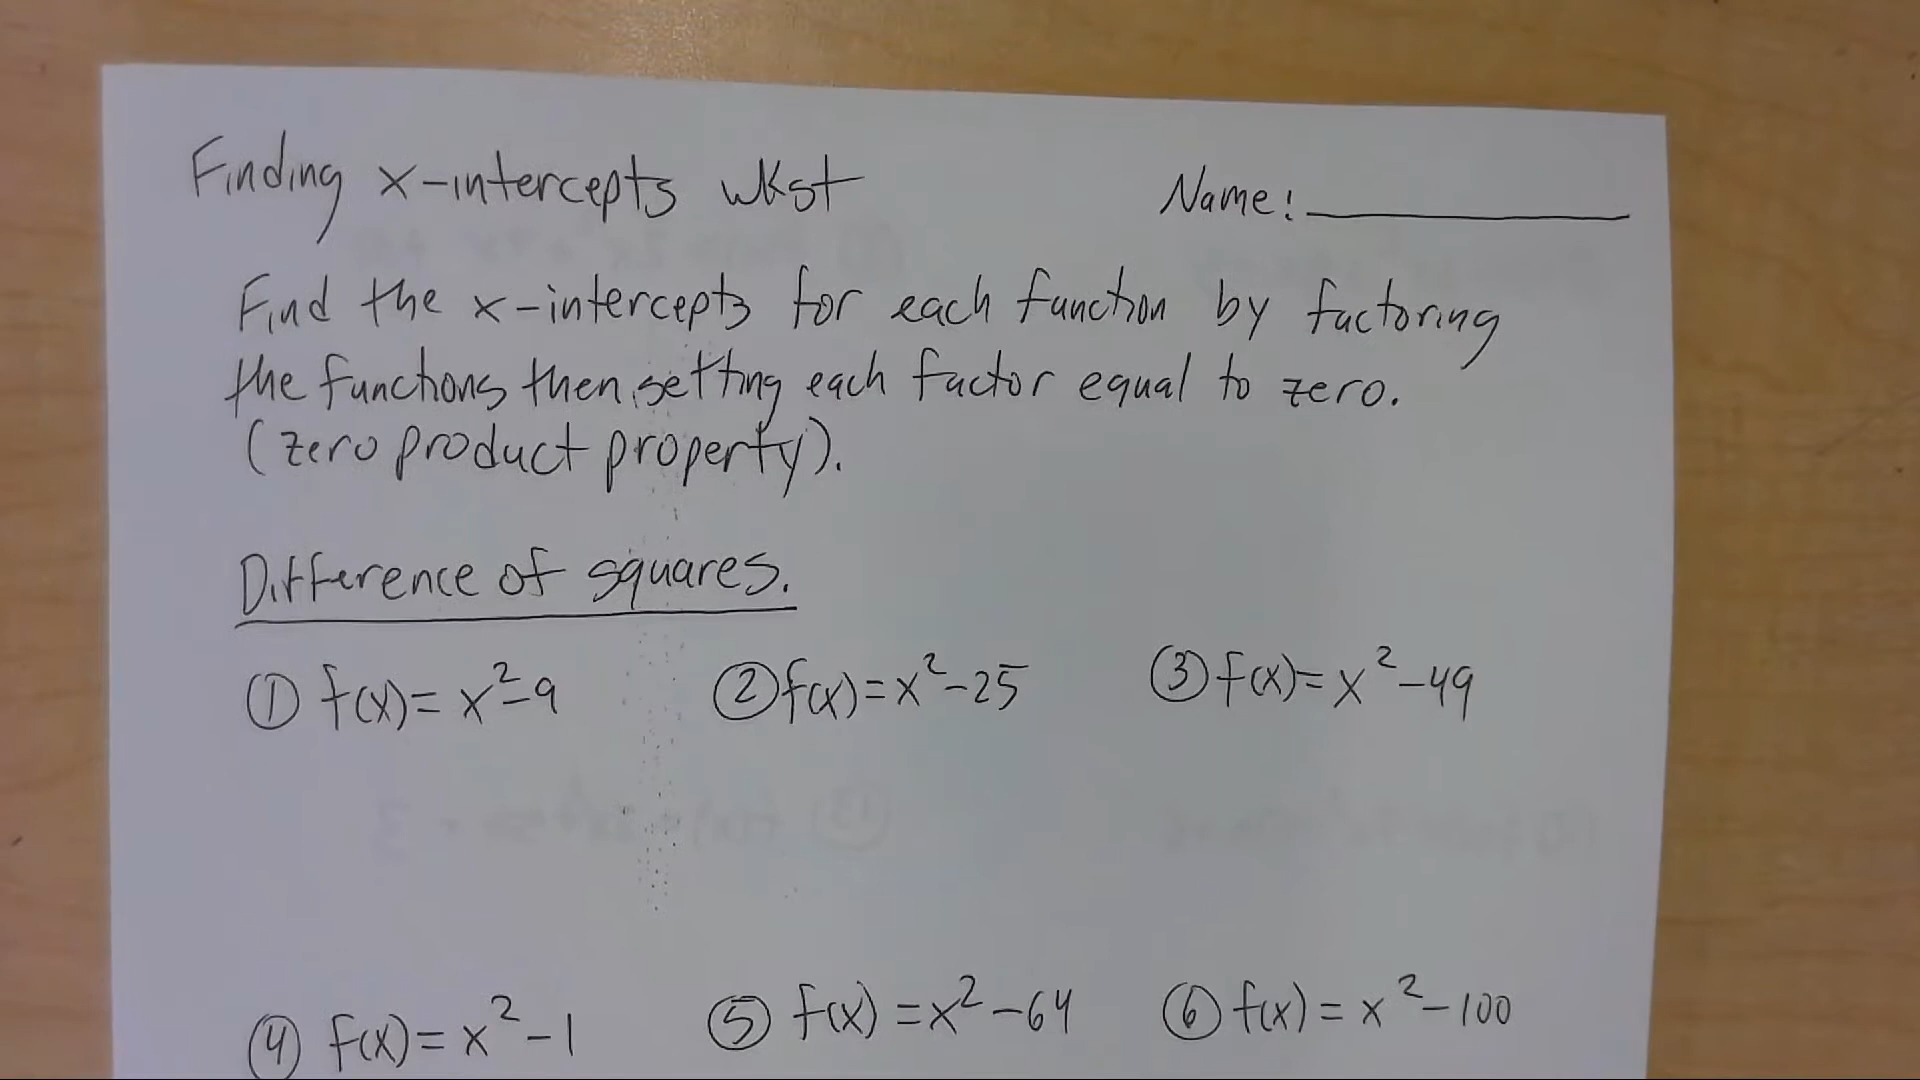 Finding x-intercepts wkst
Name: ____________
Find the x-intercepts for each function by factoring
the functions then setting each factor equal to zero.
(zero product property).
Difference of squares.
① f(x) = x²-9
② f(x) = x²-25
③ f(x) = x²-49
④ f(x) = x²-1
⑤ f(x) = x²-64
⑥ f(x) = x²-100